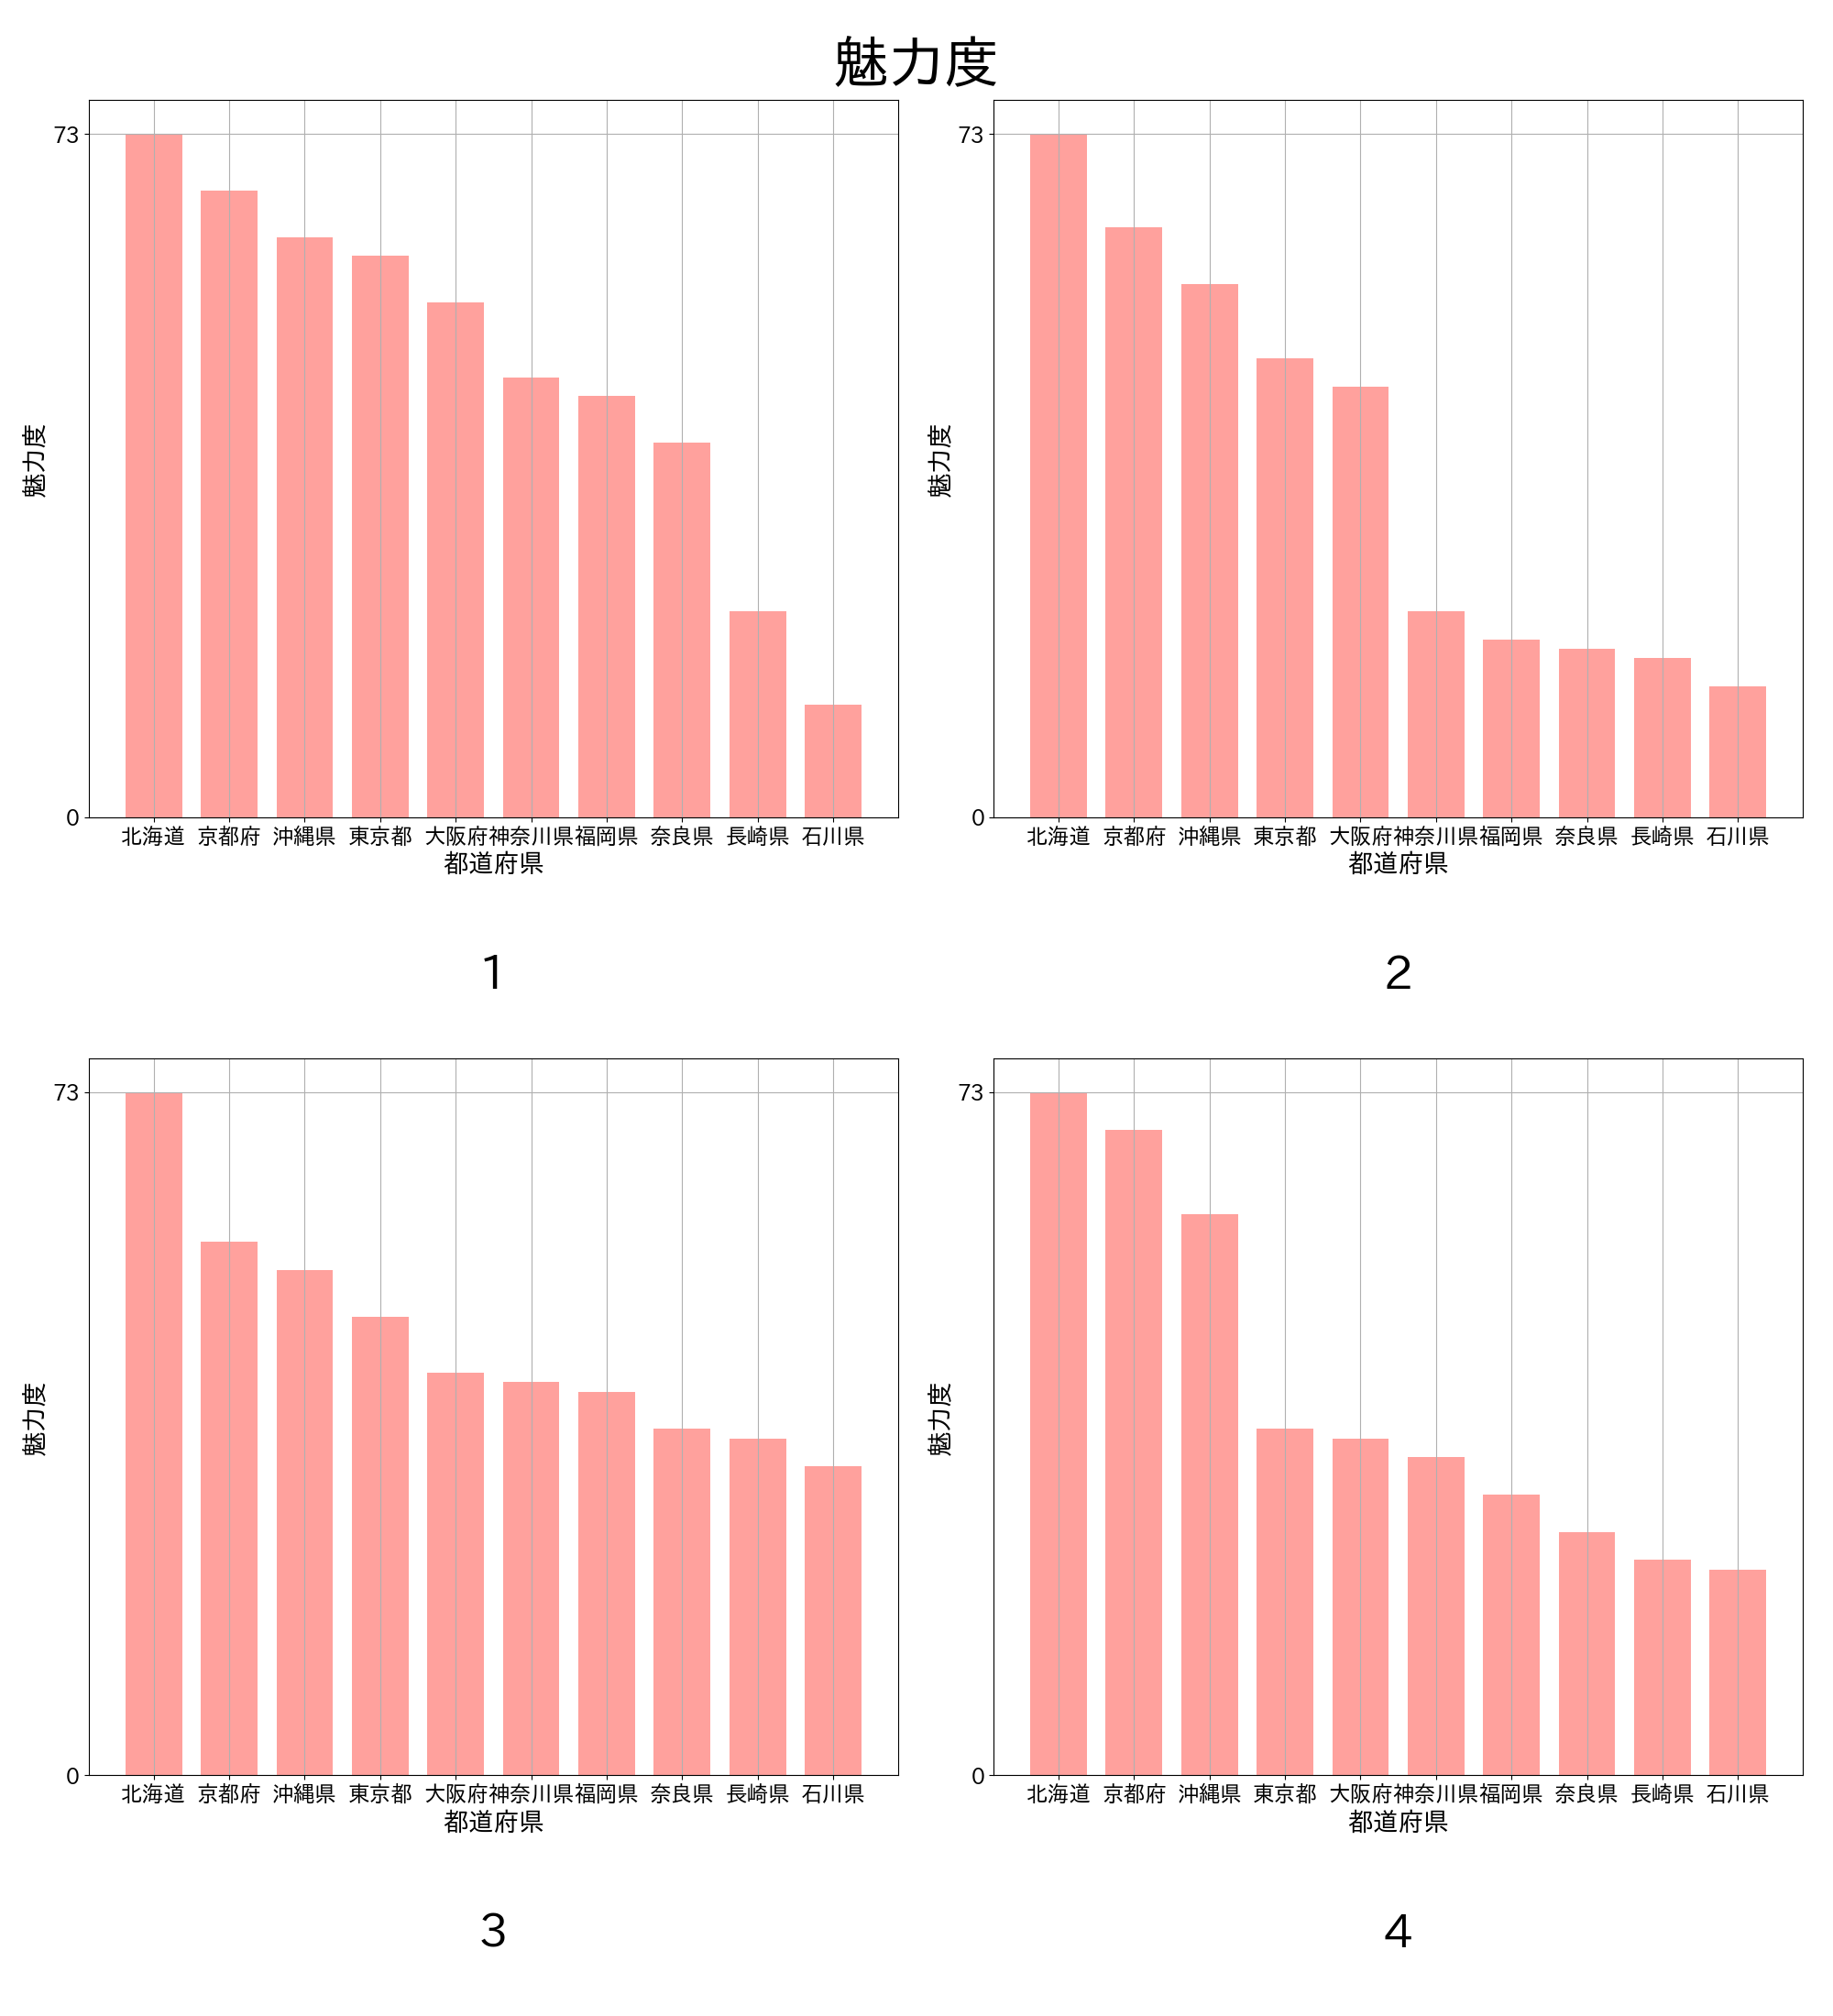 魅力度
73
魅力度
0
北海道 京都府 沖縄県 東京都 大阪府 神奈川県 福岡県 奈良県 長崎県 石川県
都道府県
1
73
魅力度
0
北海道 京都府 沖縄県 東京都 大阪府 神奈川県 福岡県 奈良県 長崎県 石川県
都道府県
2
73
魅力度
0
北海道 京都府 沖縄県 東京都 大阪府 神奈川県 福岡県 奈良県 長崎県 石川県
都道府県
3
73
魅力度
0
北海道 京都府 沖縄県 東京都 大阪府 神奈川県 福岡県 奈良県 長崎県 石川県
都道府県
4